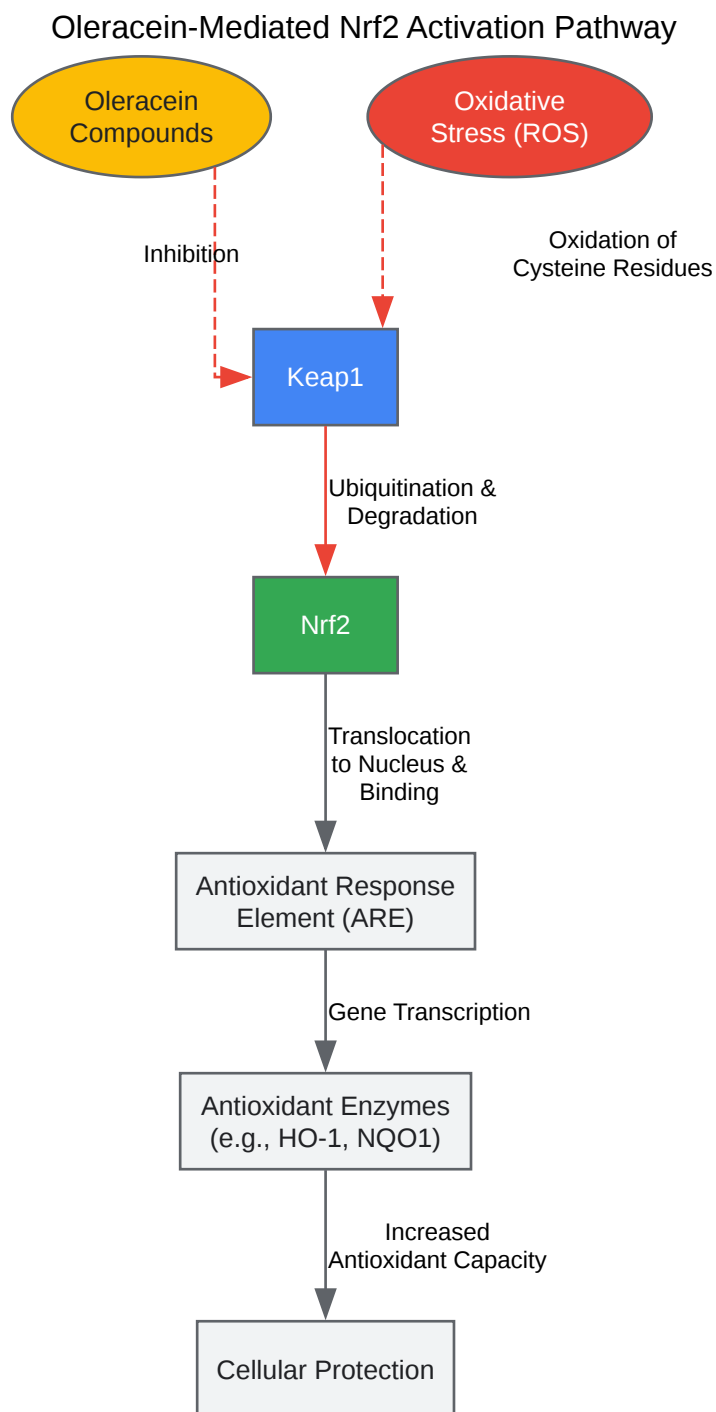 Oleracein-Mediated Nrf2 Activation Pathway
Oleracein
Compounds
Oxidative
Stress (ROS)
Inhibition
Oxidation of
Cysteine Residues
Keap1
Ubiquitination &
Degradation
Nrf2
Translocation
to Nucleus &
Binding
Antioxidant Response
Element (ARE)
Gene Transcription
Antioxidant Enzymes
(e.g., HO-1, NQO1)
Increased
Antioxidant Capacity
Cellular Protection